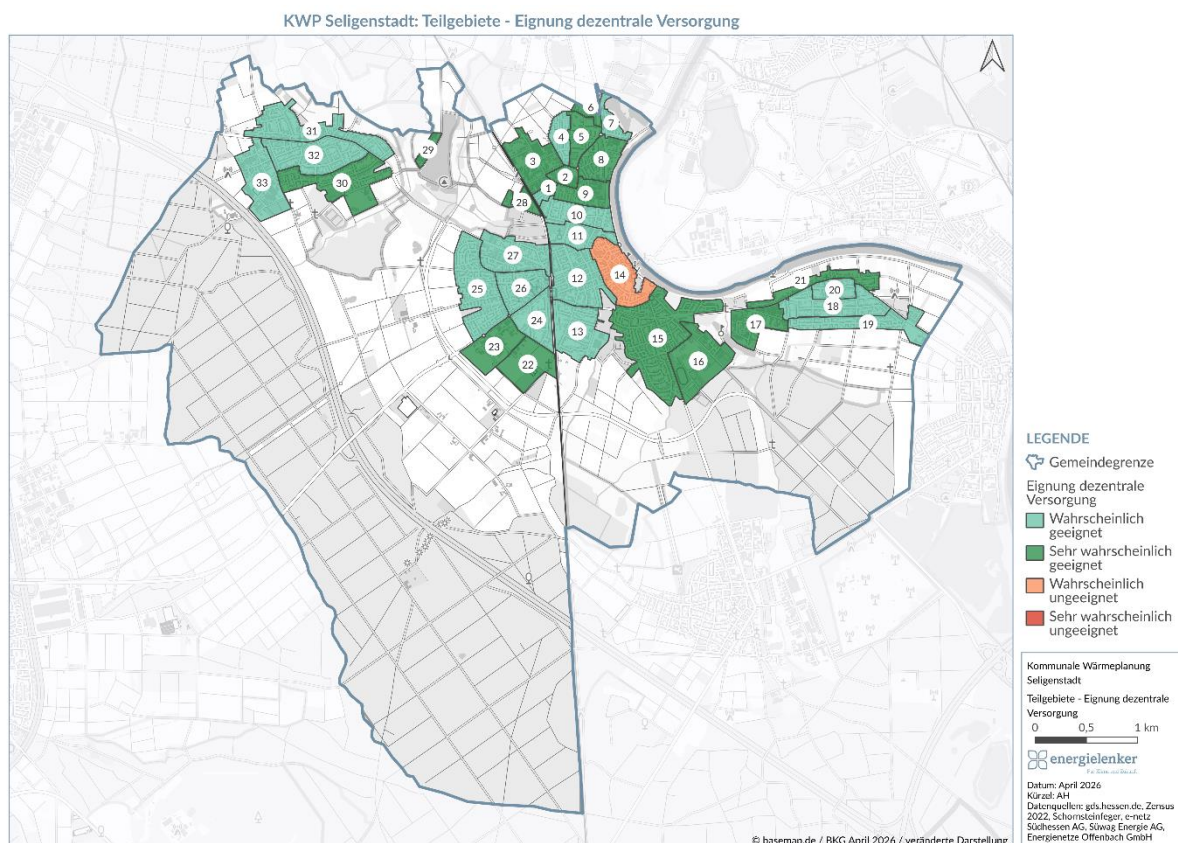 KWP Seligenstadt: Teilgebiete - Eignung dezentrale Versorgung
6
31
4
5
7
32
3
29
8
2
33
30
1
9
28
10
11
27
14
12
25
26
21
20
18
24
17
19
13
15
23
22
16
LEGENDE
Gemeindegrenze
Eignung dezentrale
Versorgung
Wahrscheinlich
geeignet
Sehr wahrscheinlich
geeignet
Wahrscheinlich
ungeeignet
Sehr wahrscheinlich
ungeeignet
Kommunale Wärmeplanung
Seligenstadt
Teilgebiete - Eignung dezentrale
Versorgung
0 0,5 1 km
energielenker
Datum: April 2026
Kürzel: AH
Datenquellen: gds.hessen.de, Zensus
2022, Schornsteinfeger, e-netz
Südhessen AG, Süwag Energie AG,
Energienetze Offenbach GmbH
© basemap.de / BKG April 2026 / veränderte Darstellung